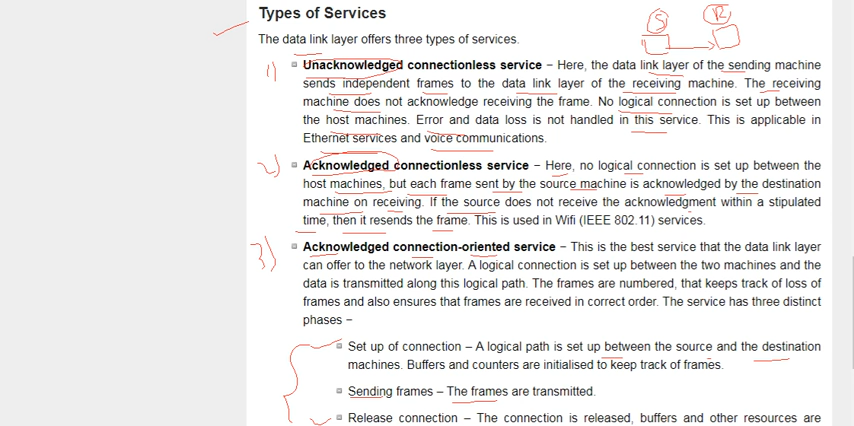 Types of Services
S R
The data link layer offers three types of services.
1) Unacknowledged connectionless service – Here, the data link layer of the sending machine
sends independent frames to the data link layer of the receiving machine. The receiving
machine does not acknowledge receiving the frame. No logical connection is set up between
the host machines. Error and data loss is not handled in this service. This is applicable in
Ethernet services and voice communications.
2) Acknowledged connectionless service – Here, no logical connection is set up between the
host machines, but each frame sent by the source machine is acknowledged by the destination
machine on receiving. If the source does not receive the acknowledgment within a stipulated
time, then it resends the frame. This is used in Wifi (IEEE 802.11) services.
3) Acknowledged connection-oriented service – This is the best service that the data link layer
can offer to the network layer. A logical connection is set up between the two machines and the
data is transmitted along this logical path. The frames are numbered, that keeps track of loss of
frames and also ensures that frames are received in correct order. The service has three distinct
phases –
Set up of connection – A logical path is set up between the source and the destination
machines. Buffers and counters are initialised to keep track of frames.
Sending frames – The frames are transmitted.
Release connection – The connection is released, buffers and other resources are